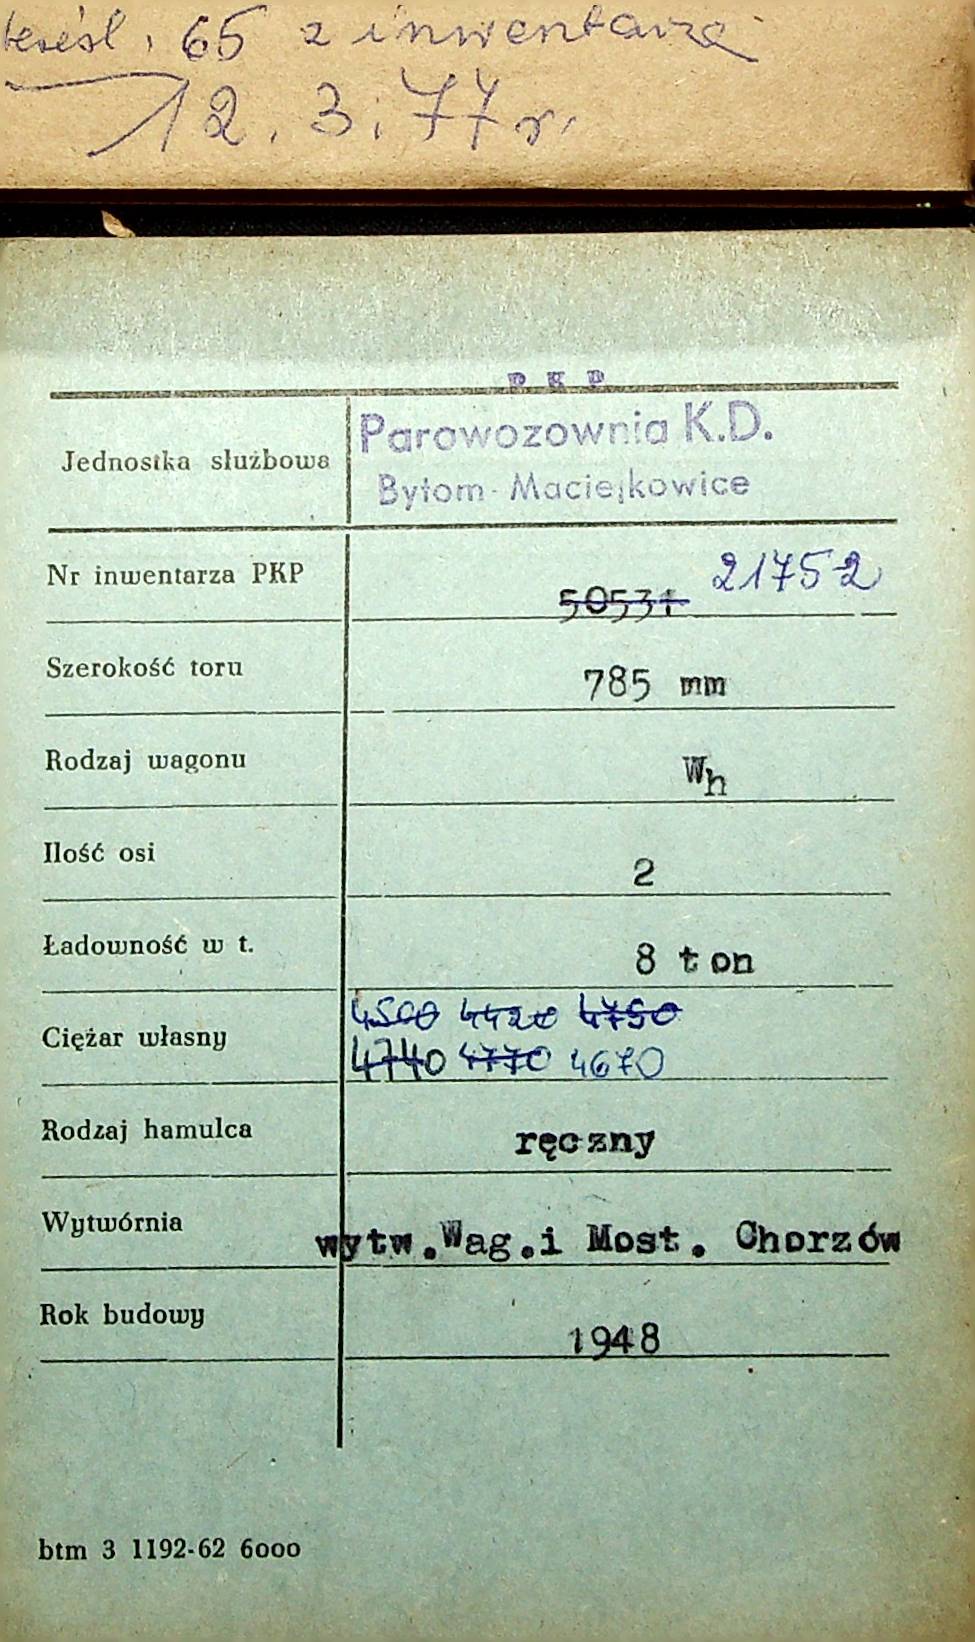 65 z inwentarza
12.3.77 r.
PKP
Parowozownia K.D.
Jednostka służbowa
Bytom-Maciejkowice
Nr inwentarza PKP 50531 21752
Szerokość toru 785 mm
Rodzaj wagonu Wh
Ilość osi 2
Ładowność w t. 8 ton
4500 4420 4750
Ciężar własny
4740 4770 4670
Rodzaj hamulca ręczny
Wytwórnia wytw.Wag.i Most. Chorzów
Rok budowy 1948
btm 3 1192-62 6000